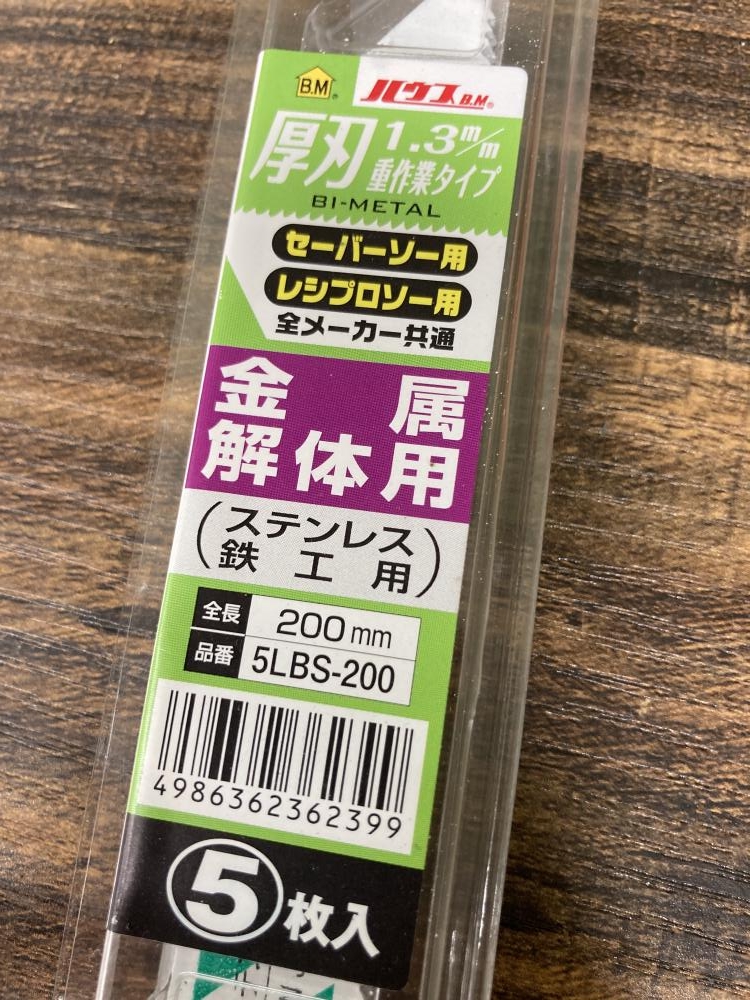 B.M
ハウスB.M
厚刃 1.3m/m
重作業タイプ
BI-METAL
セーバーソー用
レシプロソー用
全メーカー共通
金属
解体用
(ステンレス
鉄工用)
全長 200mm
品番 5LBS-200
4986362362399
5枚入